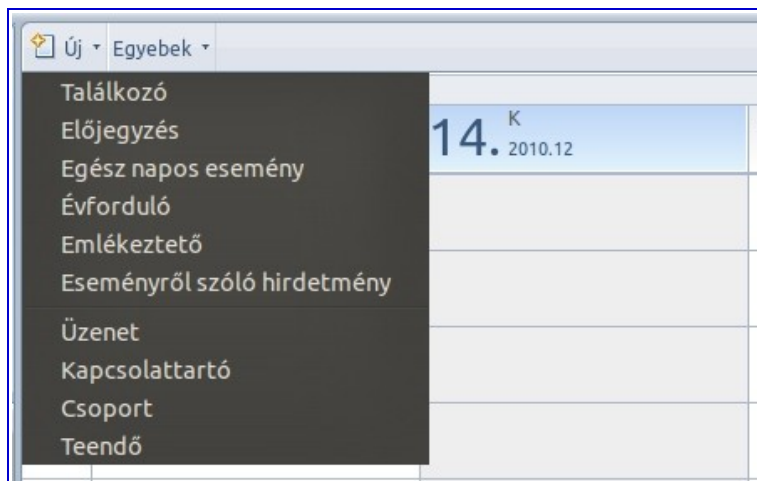 Új Egyebek
Találkozó
Előjegyzés
Egész napos esemény
Évforduló
Emlékeztető
Eseményről szóló hirdetmény
Üzenet
Kapcsolattartó
Csoport
Teendő
14. K
2010.12